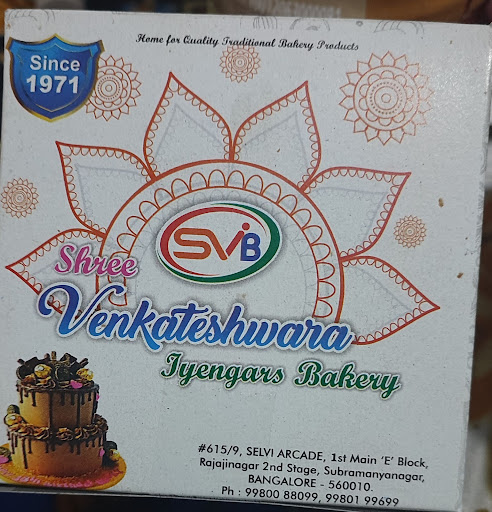 Home for Quality Traditional Bakery Products
Since
1971
SVIB
Shree
Venkateshwara
Iyengars Bakery
#615/9, SELVI ARCADE, 1st Main 'E' Block,
Rajajinagar 2nd Stage, Subramanyanagar,
BANGALORE - 560010.
Ph : 99800 88099, 99801 99699